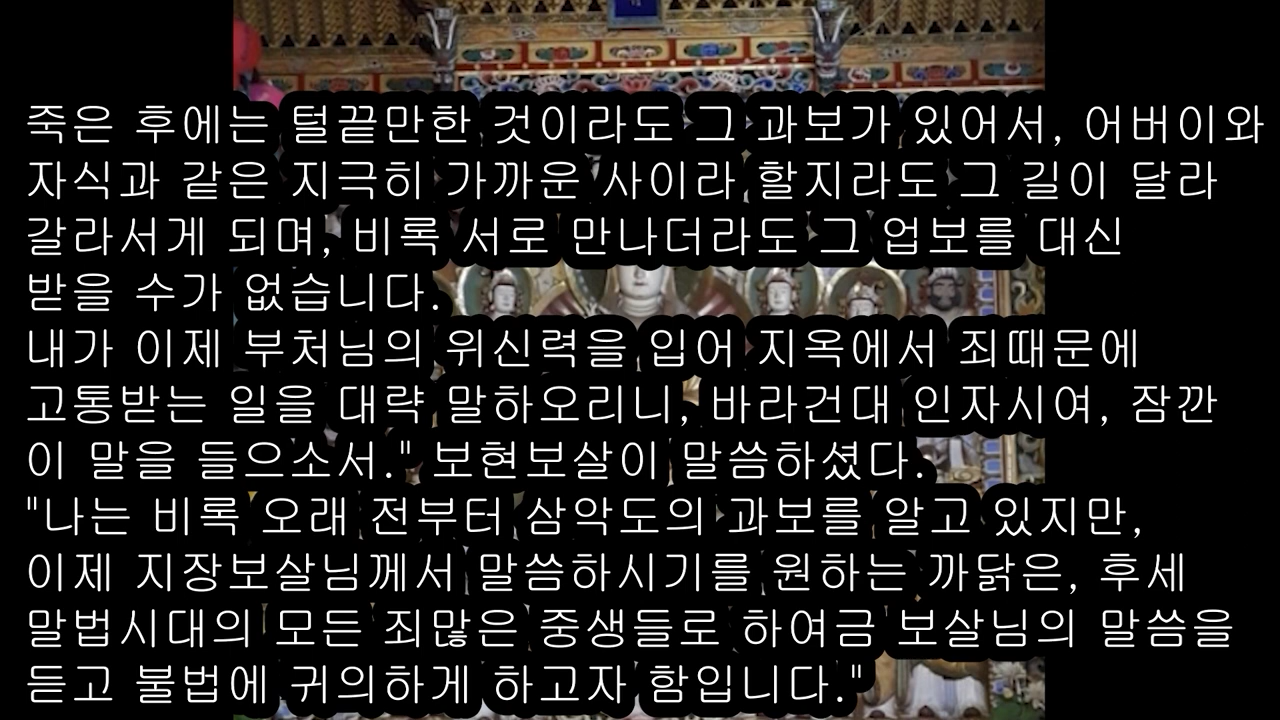 죽은 후에는 털끝만한 것이라도 그 과보가 있어서, 어버이와
자식과 같은 지극히 가까운 사이라 할지라도 그 길이 달라
갈라서게 되며, 비록 서로 만나더라도 그 업보를 대신
받을 수가 없습니다.
내가 이제 부처님의 위신력을 입어 지옥에서 죄때문에
고통받는 일을 대략 말하오리니, 바라건대 인자시여, 잠깐
이 말을 들으소서." 보현보살이 말씀하셨다.
"나는 비록 오래 전부터 삼악도의 과보를 알고 있지만,
이제 지장보살님께서 말씀하시기를 원하는 까닭은, 후세
말법시대의 모든 죄많은 중생들로 하여금 보살님의 말씀을
듣고 불법에 귀의하게 하고자 함입니다."